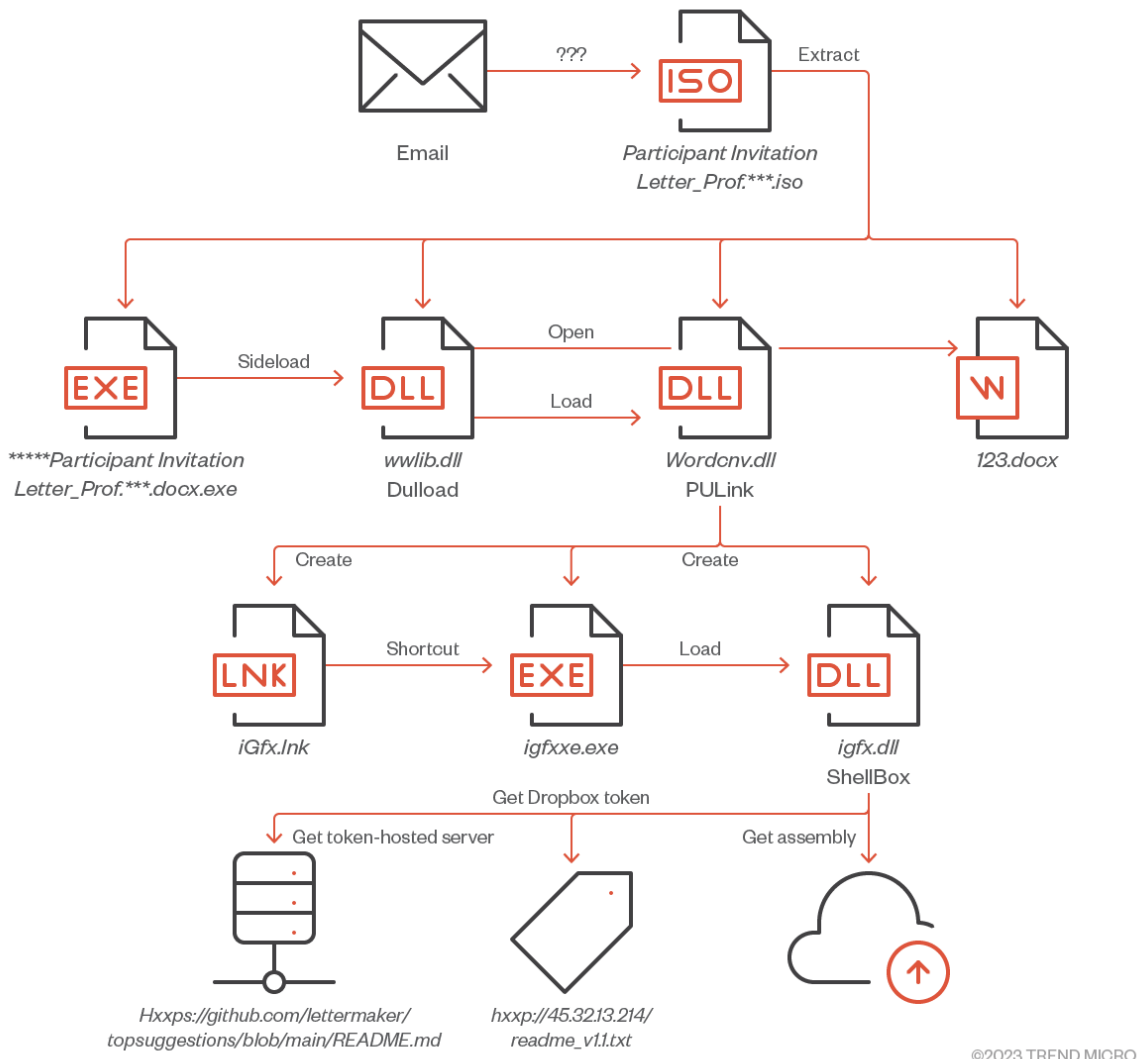 ???
Extract
ISO
Email
Participant Invitation
Letter_Prof.***.iso
Sideload
Open
Load
EXE
DLL
DLL
W
*****Participant Invitation
Letter_Prof.***.docx.exe
wwlib.dll
Dulload
Wordcnv.dll
PULink
123.docx
Create
Create
Shortcut
Load
LNK
EXE
DLL
iGfx.lnk
igfxxe.exe
igfx.dll
ShellBox
Get Dropbox token
Get token-hosted server
Get assembly
Hxxps://github.com/lettermaker/
topsuggestions/blob/main/README.md
hxxp://45.32.13.214/
readme_v1.1.txt
©2023 TREND MICRO